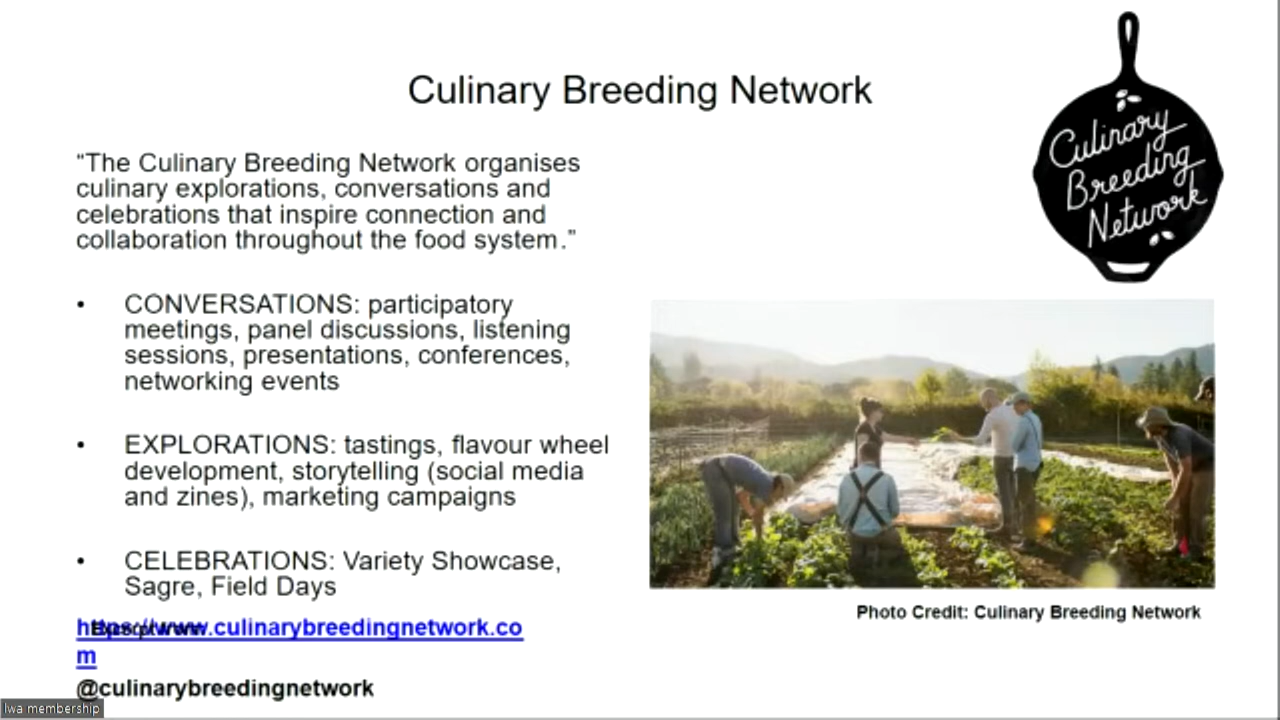 Culinary Breeding Network
Culinary
Breeding
Network
“The Culinary Breeding Network organises
culinary explorations, conversations and
celebrations that inspire connection and
collaboration throughout the food system.”
• CONVERSATIONS: participatory
meetings, panel discussions, listening
sessions, presentations, conferences,
networking events
• EXPLORATIONS: tastings, flavour wheel
development, storytelling (social media
and zines), marketing campaigns
• CELEBRATIONS: Variety Showcase,
Sagre, Field Days
Photo Credit: Culinary Breeding Network
https://www.culinarybreedingnetwork.co
m
@culinarybreedingnetwork
lwa membership